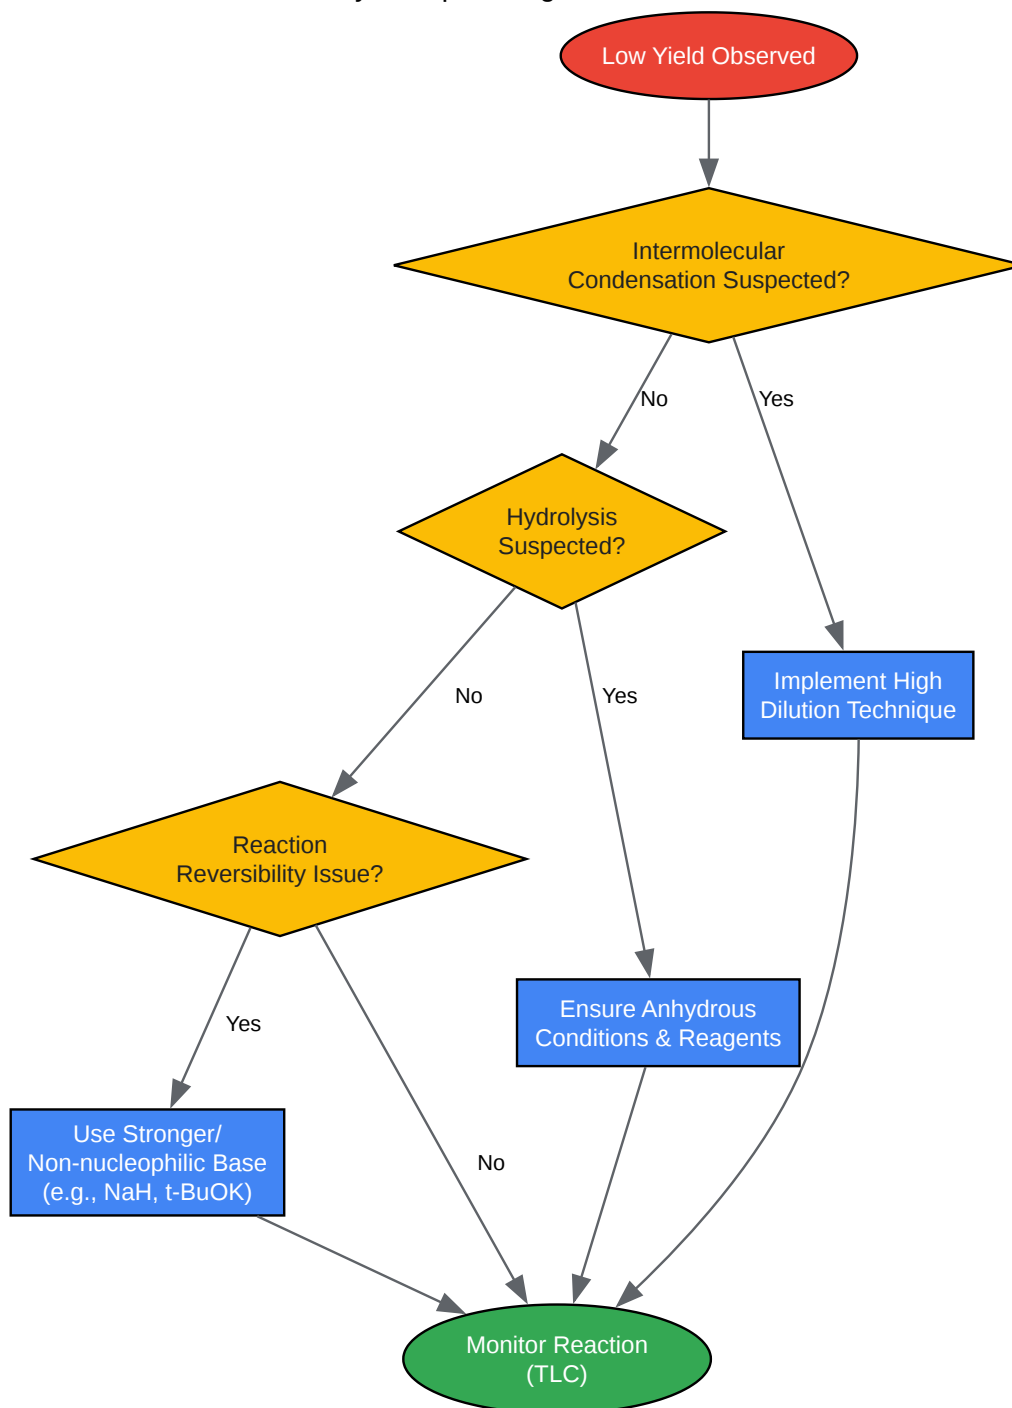 Low Yield Observed
Intermolecular
Condensation Suspected?
No
Yes
Hydrolysis
Suspected?
No
Yes
Implement High
Dilution Technique
Reaction
Reversibility Issue?
Yes
No
Ensure Anhydrous
Conditions & Reagents
Use Stronger/
Non-nucleophilic Base
(e.g., NaH, t-BuOK)
Monitor Reaction
(TLC)